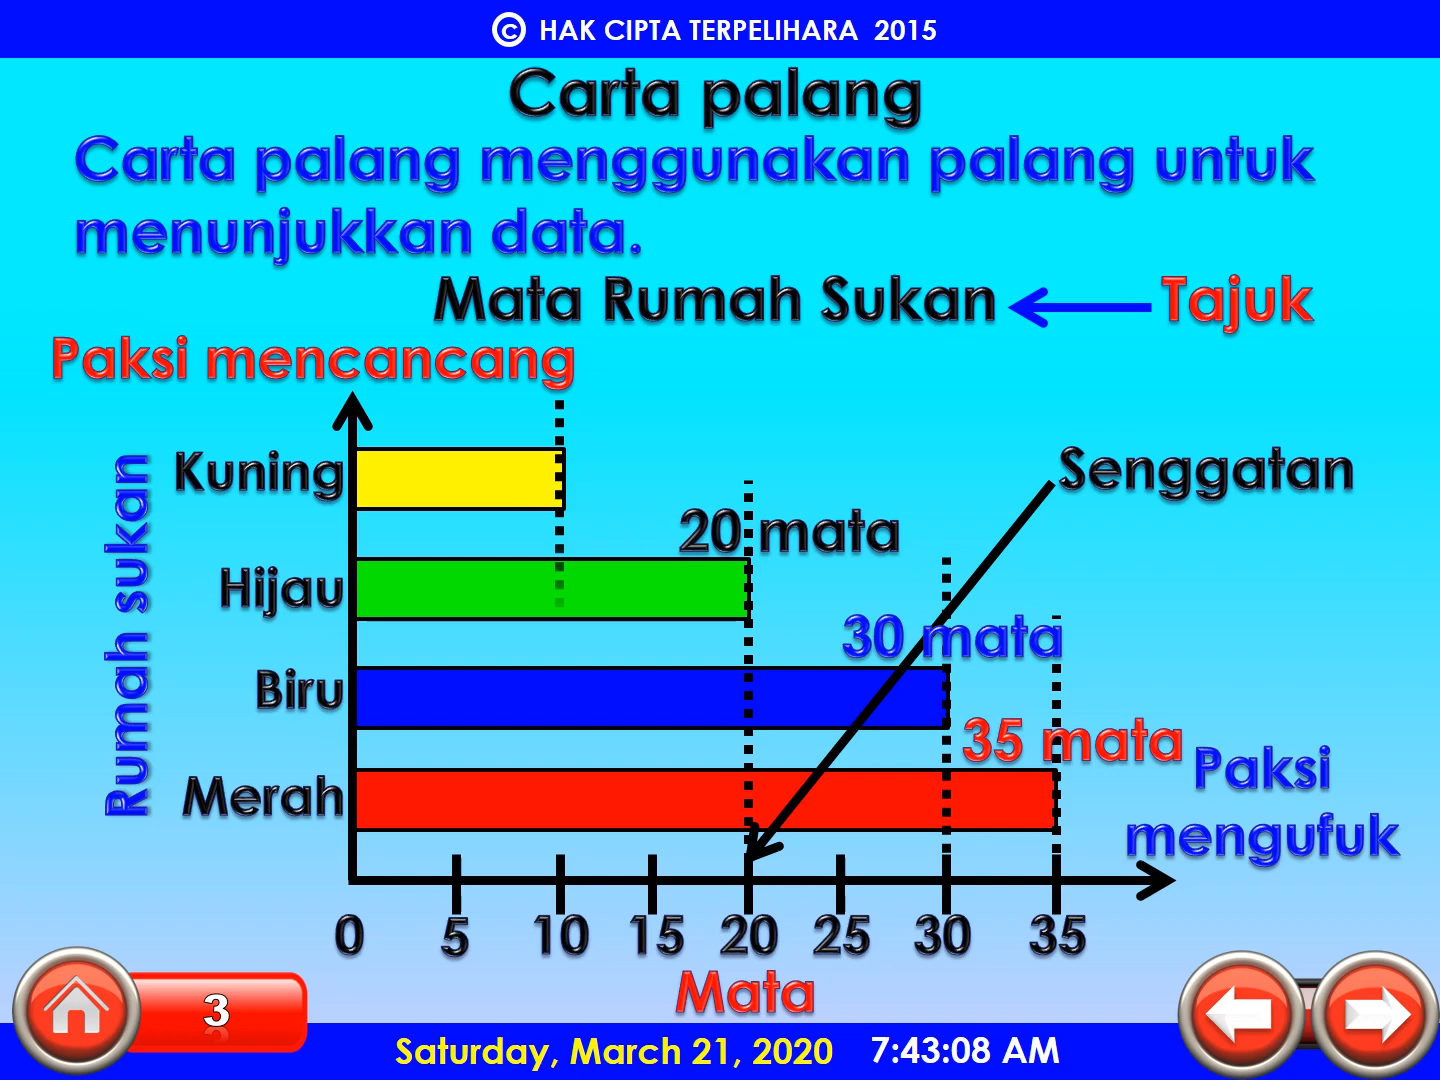 © HAK CIPTA TERPELIHARA 2015
Carta palang
Carta palang menggunakan palang untuk
menunjukkan data.
Mata Rumah Sukan
Tajuk
Paksi mencancang
Rumah sukan
Kuning
Senggatan
20 mata
Hijau
30 mata
Biru
35 mata
Merah
Paksi
mengufuk
0 5 10 15 20 25 30 35
Mata
3
Saturday, March 21, 2020 7:43:08 AM